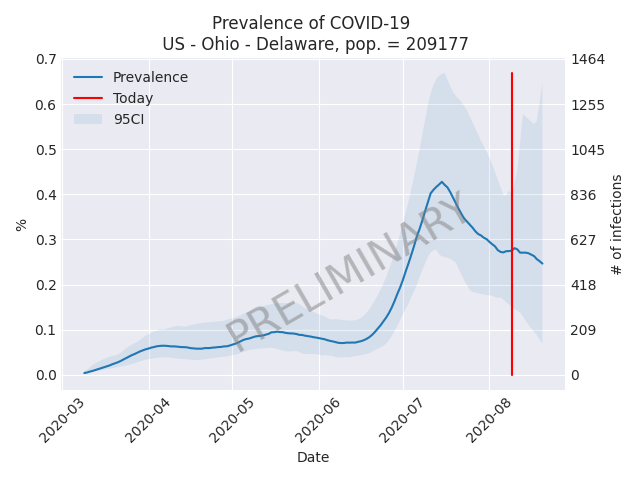 Prevalence of COVID-19
US - Ohio - Delaware, pop. = 209177
Prevalence
Today
95CI
PRELIMINARY
%
0.7
0.6
0.5
0.4
0.3
0.2
0.1
0.0
1464
1255
1045
836
627
418
209
0
# of infections
2020-03
2020-04
2020-05
2020-06
2020-07
2020-08
Date